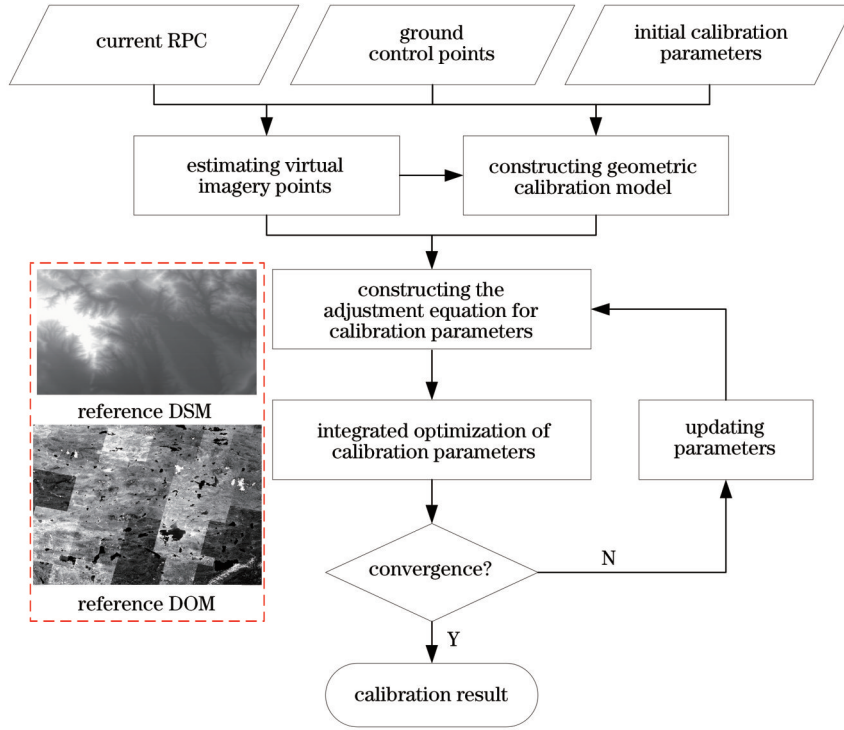 current RPC
ground
control points
initial calibration
parameters
estimating virtual
imagery points
constructing geometric
calibration model
constructing the
adjustment equation for
calibration parameters
reference DSM
integrated optimization of
calibration parameters
updating
parameters
reference DOM
convergence?
N
Y
calibration result